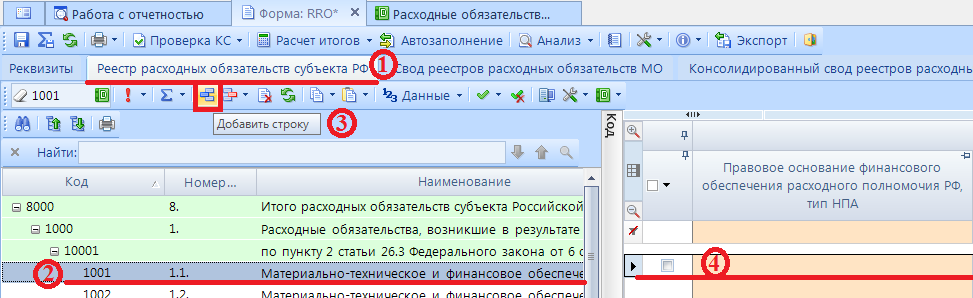 Работа с отчетностью
Форма: RRO*
Расходные обязательств...
Проверка КС
Расчет итогов
Автозаполнение
Анализ
Экспорт
Реквизиты
Реестр расходных обязательств субъекта РФ
1
Свод реестров расходных обязательств МО
Консолидированный свод реестров расходнь
1001
Данные
Добавить строку
3
Найти:
Код
Код
Номер...
Наименование
8000
8.
Итого расходных обязательств субъекта Российской
1000
1.
Расходные обязательства, возникшие в результате
10001
по пункту 2 статьи 26.3 Федерального закона от 6 о
2
1001
1.1.
Материально-техническое и финансовое обеспече
1002
1.2.
Материально-техническое и финансовое обеспече
Правовое основание финансового
обеспечения расходного полномочия РФ,
тип НПА
4